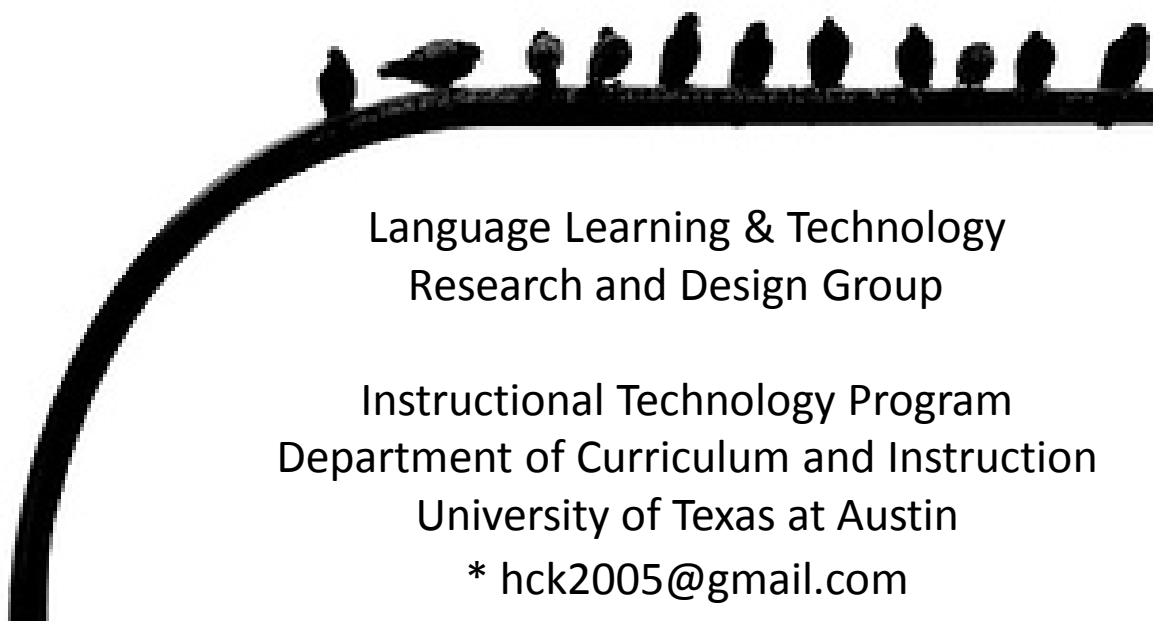 Language Learning & Technology
Research and Design Group
Instructional Technology Program
Department of Curriculum and Instruction
University of Texas at Austin
* hck2005@gmail.com